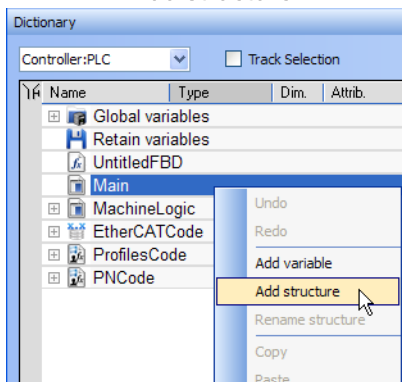 Dictionary
Controller:PLC Track Selection
Name Type Dim. Attrib.
Global variables
Retain variables
UntitledFBD
Main
MachineLogic
EtherCATCode
ProfilesCode
PNCode
Undo
Redo
Add variable
Add structure
Rename structure
Copy
Paste